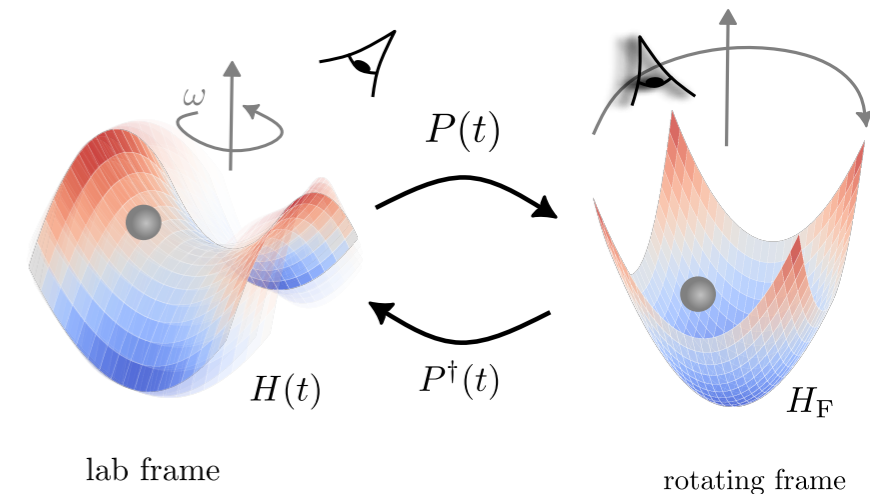 ω
P(t)
H(t)
P†(t)
H_F
lab frame
rotating frame